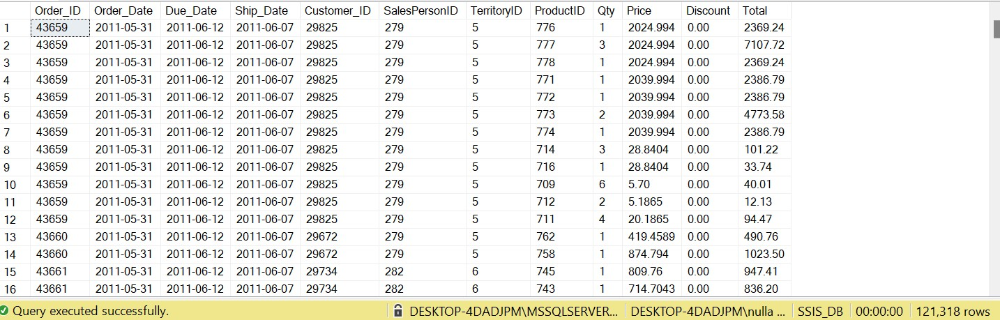 Order_ID Order_Date Due_Date Ship_Date Customer_ID SalesPersonID TerritoryID ProductID Qty Price Discount Total
1 43659 2011-05-31 2011-06-12 2011-06-07 29825 279 5 776 1 2024.994 0.00 2369.24
2 43659 2011-05-31 2011-06-12 2011-06-07 29825 279 5 777 3 2024.994 0.00 7107.72
3 43659 2011-05-31 2011-06-12 2011-06-07 29825 279 5 778 1 2024.994 0.00 2369.24
4 43659 2011-05-31 2011-06-12 2011-06-07 29825 279 5 771 1 2039.994 0.00 2386.79
5 43659 2011-05-31 2011-06-12 2011-06-07 29825 279 5 772 1 2039.994 0.00 2386.79
6 43659 2011-05-31 2011-06-12 2011-06-07 29825 279 5 773 2 2039.994 0.00 4773.58
7 43659 2011-05-31 2011-06-12 2011-06-07 29825 279 5 774 1 2039.994 0.00 2386.79
8 43659 2011-05-31 2011-06-12 2011-06-07 29825 279 5 714 3 28.8404 0.00 101.22
9 43659 2011-05-31 2011-06-12 2011-06-07 29825 279 5 716 1 28.8404 0.00 33.74
10 43659 2011-05-31 2011-06-12 2011-06-07 29825 279 5 709 6 5.70 0.00 40.01
11 43659 2011-05-31 2011-06-12 2011-06-07 29825 279 5 712 2 5.1865 0.00 12.13
12 43659 2011-05-31 2011-06-12 2011-06-07 29825 279 5 711 4 20.1865 0.00 94.47
13 43660 2011-05-31 2011-06-12 2011-06-07 29672 279 5 762 1 419.4589 0.00 490.76
14 43660 2011-05-31 2011-06-12 2011-06-07 29672 279 5 758 1 874.794 0.00 1023.50
15 43661 2011-05-31 2011-06-12 2011-06-07 29734 282 6 745 1 809.76 0.00 947.41
16 43661 2011-05-31 2011-06-12 2011-06-07 29734 282 6 743 1 714.7043 0.00 836.20
Query executed successfully. DESKTOP-4DADJPM\MSSQLSERVER... DESKTOP-4DADJPM\nulla ... SSIS_DB 00:00:00 121,318 rows